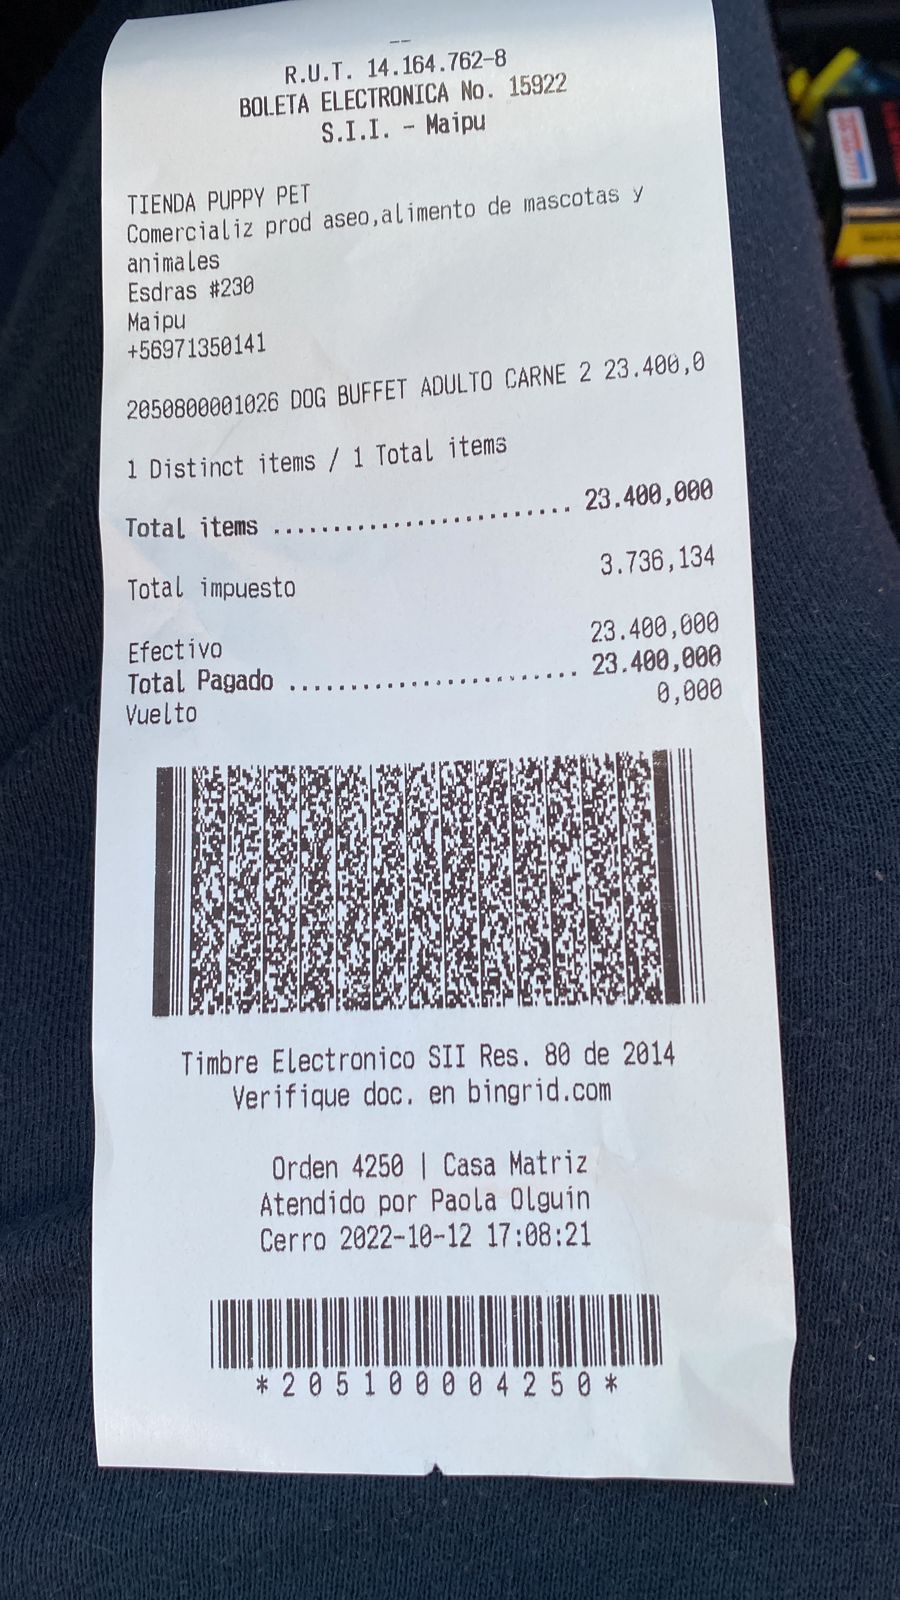 R.U.T. 14.164.762-8
BOLETA ELECTRONICA No. 15922
S.I.I. - Maipu
TIENDA PUPPY PET
Comercializ prod aseo,alimento de mascotas y
animales
Esdras #230
Maipu
+56971350141
2050800001026 DOG BUFFET ADULTO CARNE 2 23.400,0
1 Distinct items / 1 Total items
Total items ........................ 23.400,000
Total impuesto 3.736,134
Efectivo 23.400,000
Total Pagado ........................ 23.400,000
Vuelto 0,000
Timbre Electronico SII Res. 80 de 2014
Verifique doc. en bingrid.com
Orden 4250 | Casa Matriz
Atendido por Paola Olguin
Cerro 2022-10-12 17:08:21
*205100004250*